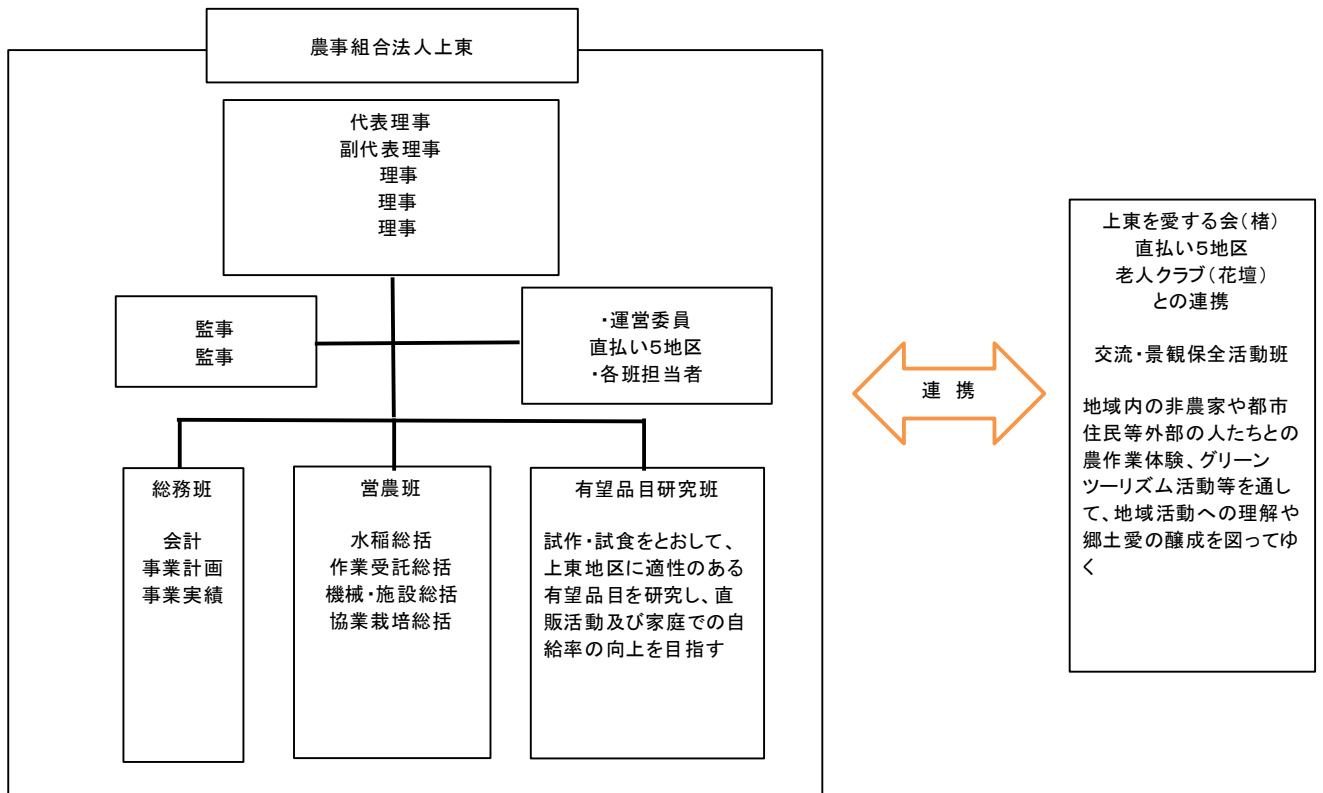 農事組合法人上東
代表理事
副代表理事
理事
理事
理事
監事
監事
・運営委員
直払い5地区
・各班担当者
総務班
会計
事業計画
事業実績
営農班
水稲総括
作業受託総括
機械・施設総括
協業栽培総括
有望品目研究班
試作・試食をとおして、
上東地区に適性のある
有望品目を研究し、直
販活動及び家庭での自
給率の向上を目指す
連 携
上東を愛する会(楮)
直払い5地区
老人クラブ(花壇)
との連携
交流・景観保全活動班
地域内の非農家や都市
住民等外部の人たちとの
農作業体験、グリーン
ツーリズム活動等を通し
て、地域活動への理解や
郷土愛の醸成を図ってゆ
く